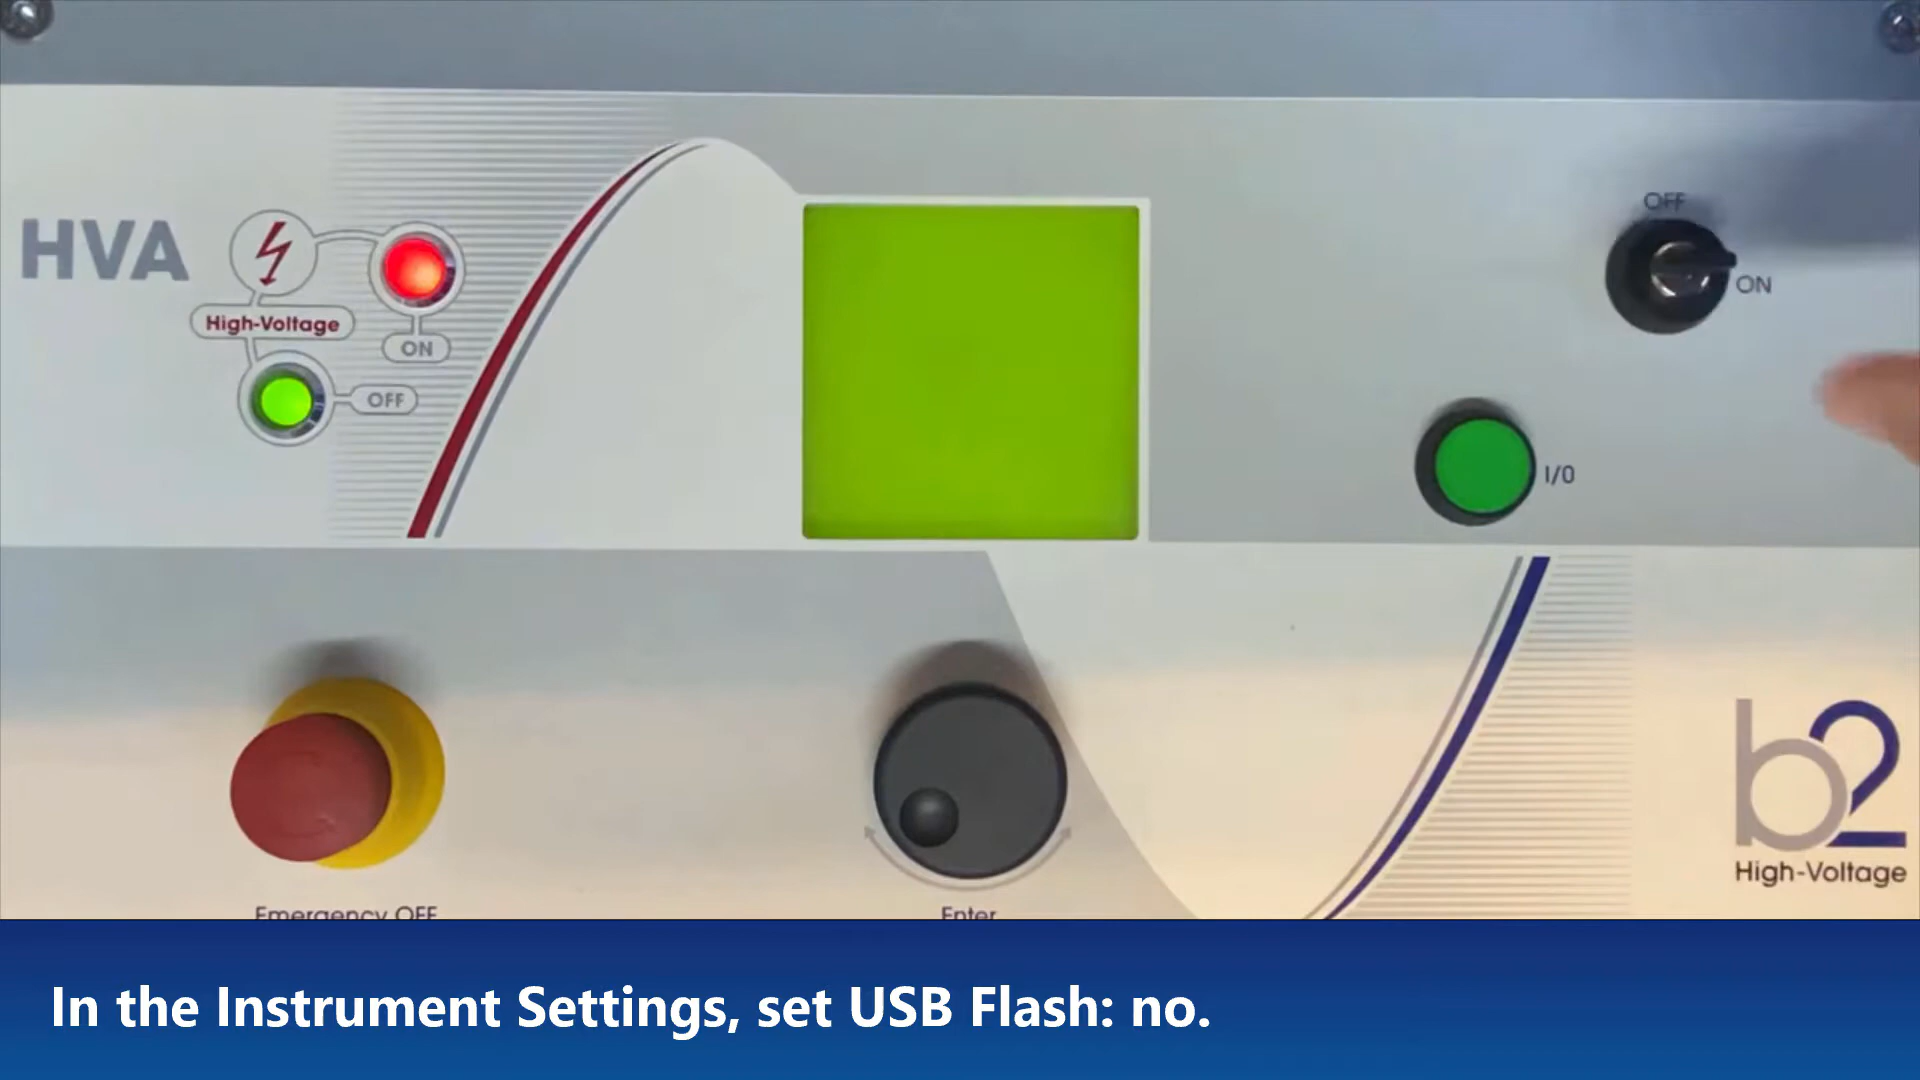 HVA
High-Voltage
ON
OFF
OFF
ON
I/0
Emergency OFF
Enter
b2
High-Voltage
In the Instrument Settings, set USB Flash: no.